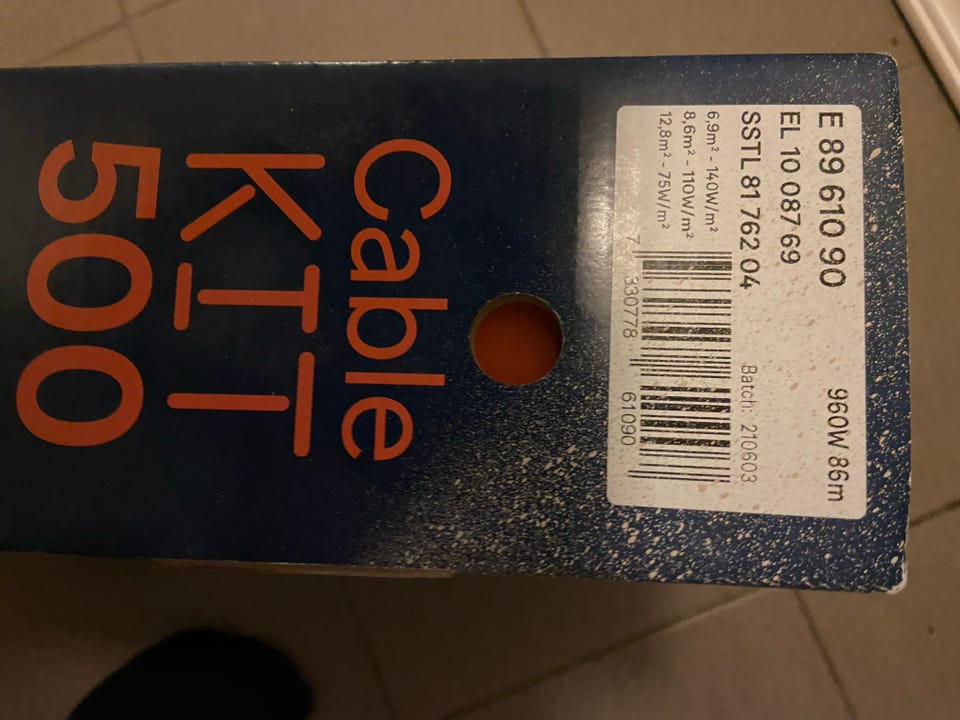 E 89 610 90
960W 86m
EL 10 087 69
SSTL 81 762 04
6,9m² - 140W/m²
8,6m² - 110W/m²
12,8m² - 75W/m²
Batch: 210603
7 330778 61090
Cable
KIT
500